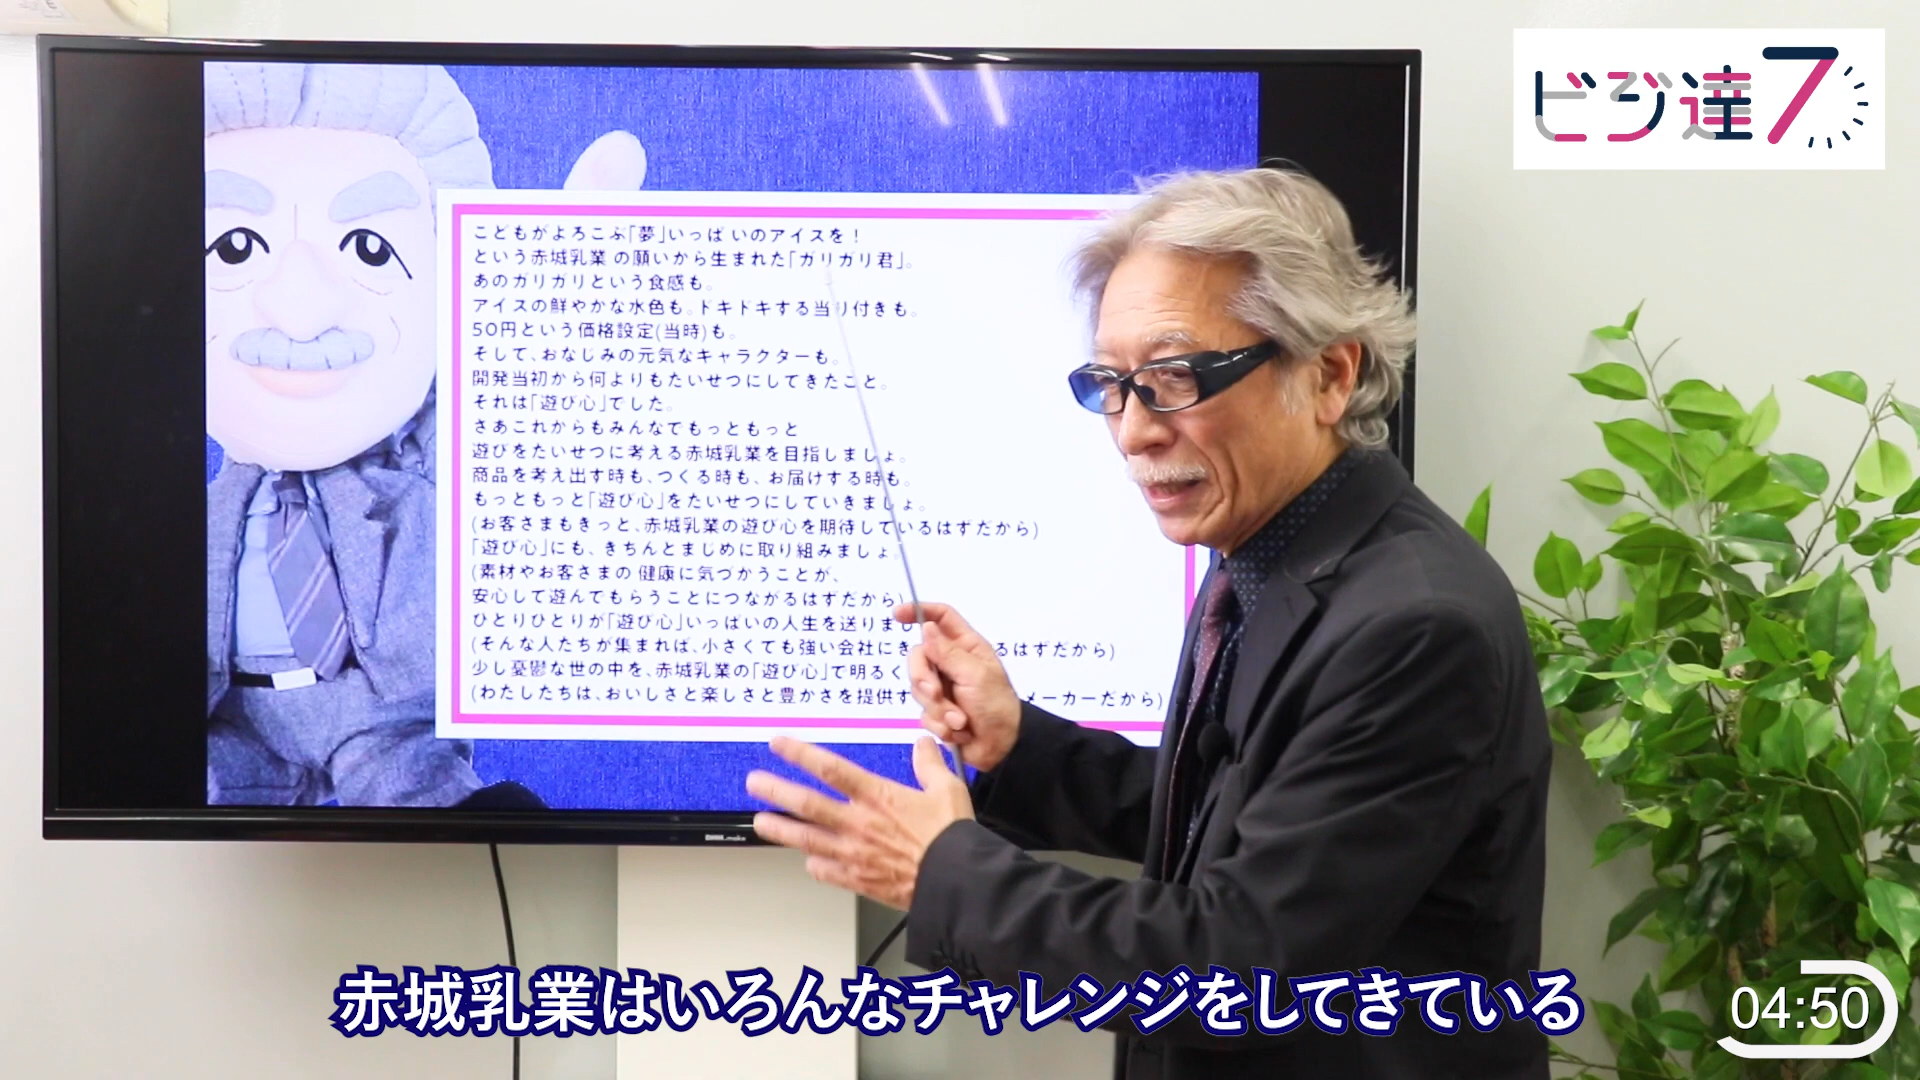 ビジ達7
こどもがよろこぶ「夢」いっぱいのアイスを！
という赤城乳業の願いから生まれた「ガリガリ君」。
あのガリガリという食感も。
アイスの鮮やかな水色も。ドキドキする当り付きも。
50円という価格設定(当時)も。
そして、おなじみの元気なキャラクターも。
開発当初から何よりもたいせつにしてきたこと。
それは「遊び心」でした。
さあこれからもみんなでもっともっと
遊びをたいせつに考える赤城乳業を目指しましょ。
商品を考え出す時も、つくる時も、お届けする時も。
もっともっと「遊び心」をたいせつにしていきましょ。
(お客さまもきっと、赤城乳業の遊び心を期待しているはずだから)
「遊び心」にも、きちんとまじめに取り組みましょ。
(素材やお客さまの健康に気づかうことが、
安心して遊んでもらうことにつながるはずだから)
ひとりひとりが「遊び心」いっぱいの人生を送りまし
(そんな人たちが集まれば、小さくても強い会社にき るはずだから)
少し憂鬱な世の中を、赤城乳業の「遊び心」で明るく
(わたしたちは、おいしさと楽しさと豊かさを提供す メーカーだから)
赤城乳業はいろんなチャレンジをしてきている
04:50